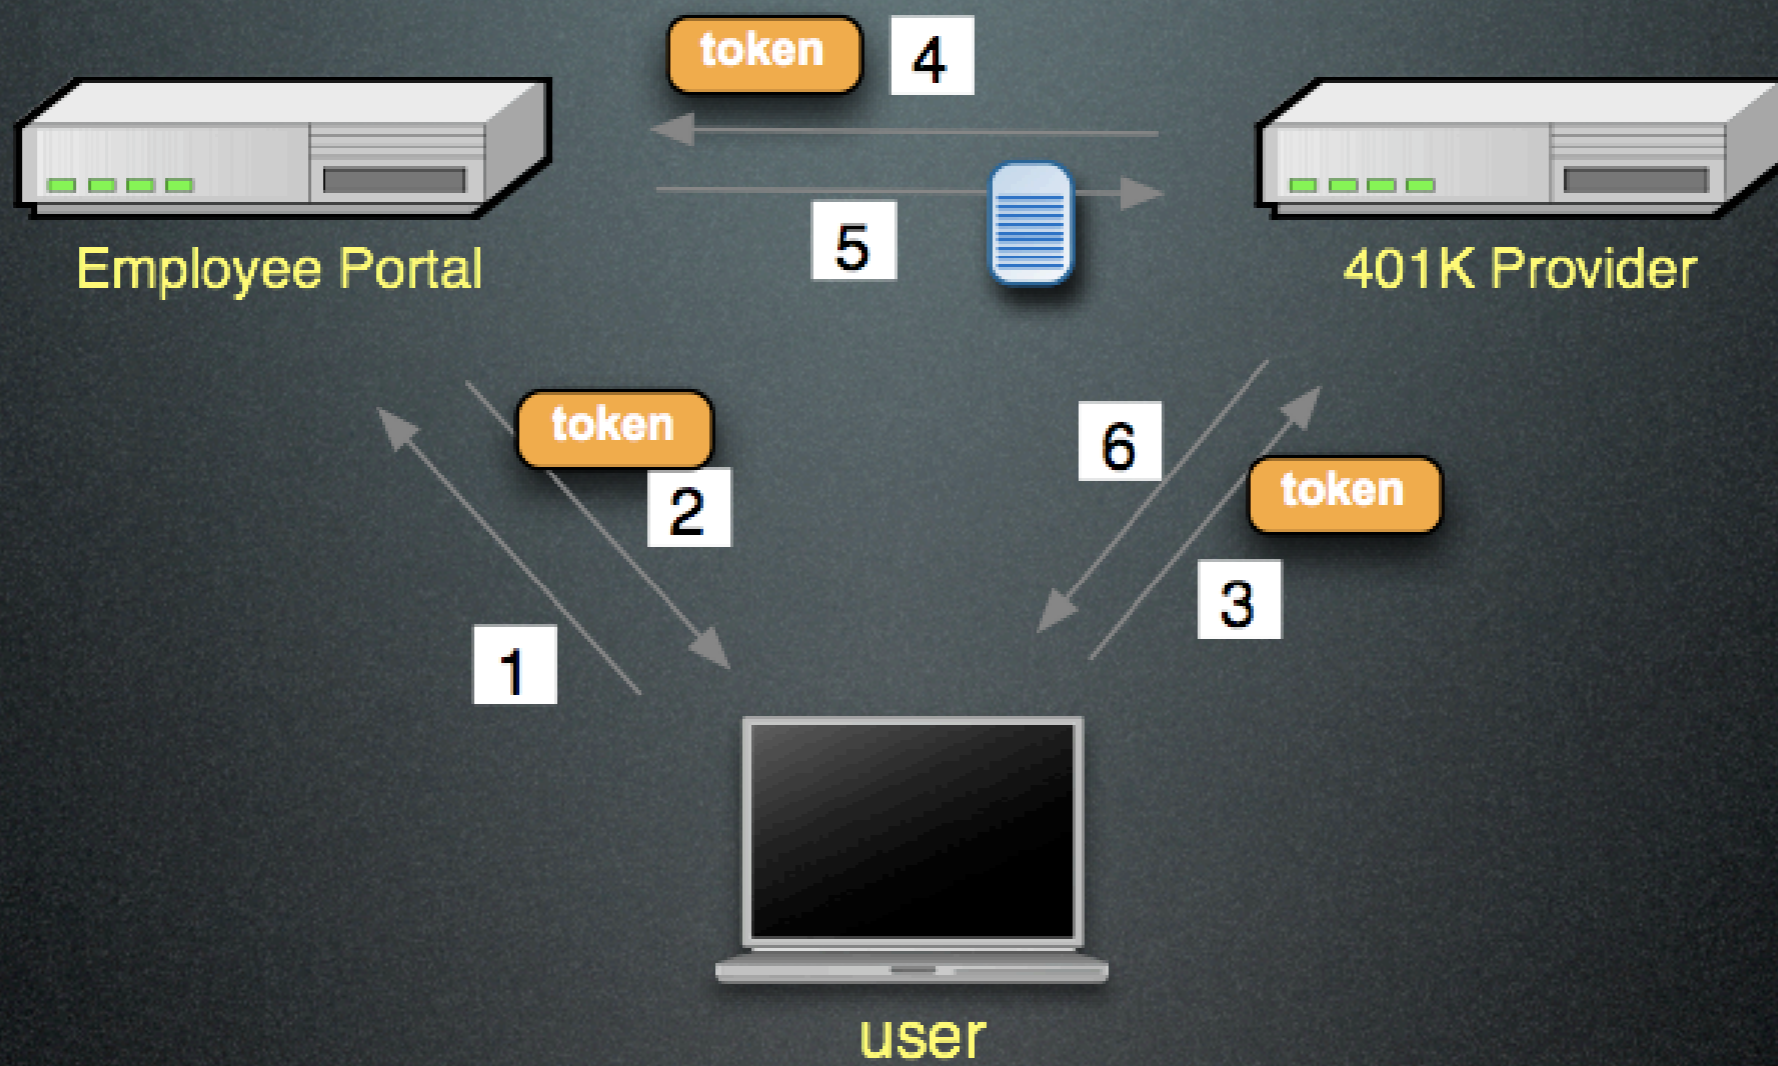 token
4
5
Employee Portal
401K Provider
token
2
6
token
3
1
user